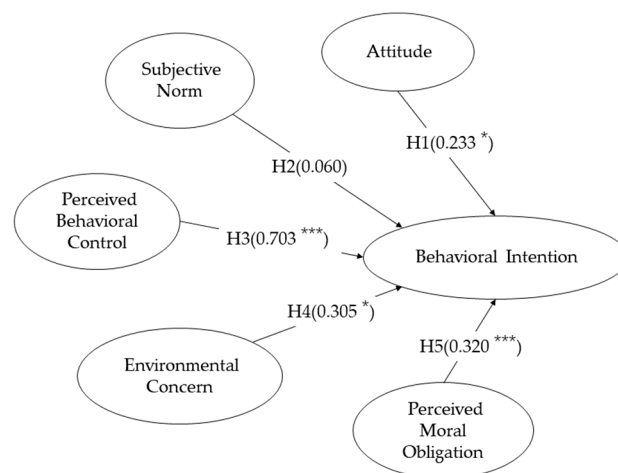 Attitude
Subjective
Norm
H1(0.233 *)
H2(0.060)
Perceived
Behavioral
Control
H3(0.703 ***)
Behavioral Intention
H4(0.305 *)
Environmental
Concern
H5(0.320 ***)
Perceived
Moral
Obligation